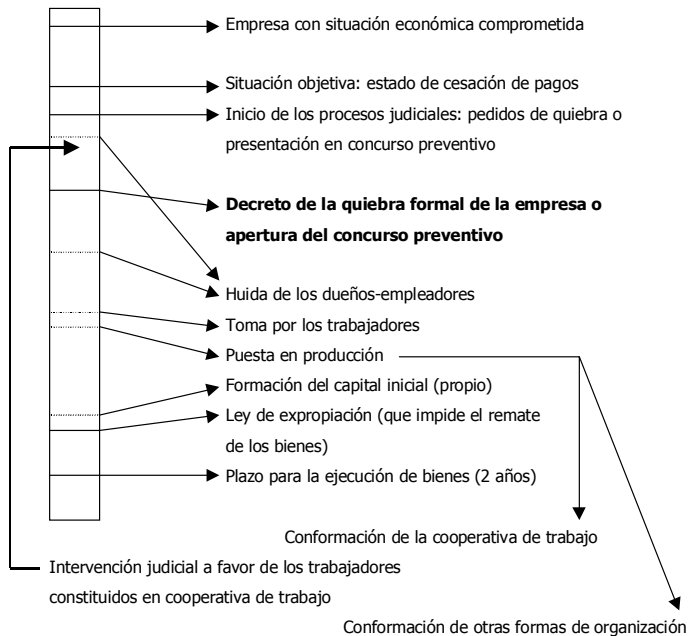 Empresa con situación económica comprometida
Situación objetiva: estado de cesación de pagos
Inicio de los procesos judiciales: pedidos de quiebra o
presentación en concurso preventivo
Decreto de la quiebra formal de la empresa o
apertura del concurso preventivo
Huida de los dueños-empleadores
Toma por los trabajadores
Puesta en producción
Formación del capital inicial (propio)
Ley de expropiación (que impide el remate
de los bienes)
Plazo para la ejecución de bienes (2 años)
Conformación de la cooperativa de trabajo
Intervención judicial a favor de los trabajadores
constituidos en cooperativa de trabajo
Conformación de otras formas de organización